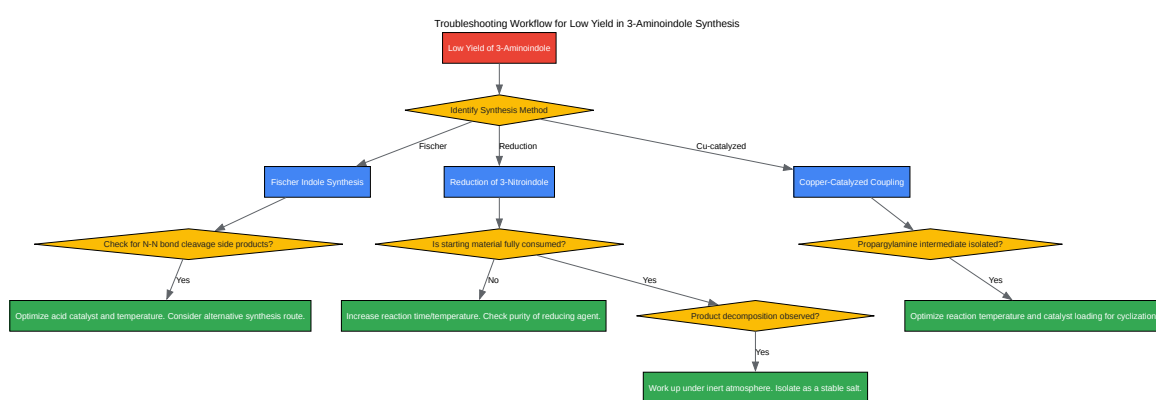 Troubleshooting Workflow for Low Yield in 3-Aminoindole Synthesis
Low Yield of 3-Aminoindole
Identify Synthesis Method
Fischer
Reduction
Cu-catalyzed
Fischer Indole Synthesis
Reduction of 3-Nitroindole
Copper-Catalyzed Coupling
Check for N-N bond cleavage side products?
Is starting material fully consumed?
Propargylamine intermediate isolated?
Yes
No
Yes
Yes
Optimize acid catalyst and temperature. Consider alternative synthesis route.
Increase reaction time/temperature. Check purity of reducing agent.
Product decomposition observed?
Optimize reaction temperature and catalyst loading for cyclization
Yes
Work up under inert atmosphere. Isolate as a stable salt.